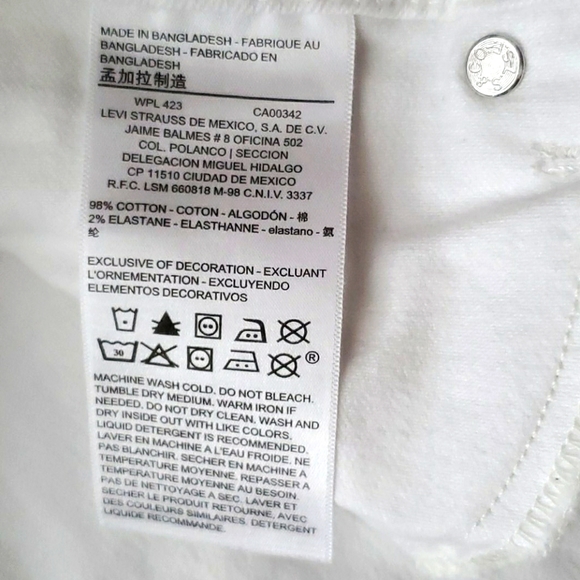 MADE IN BANGLADESH - FABRIQUE AU
BANGLADESH - FABRICADO EN
BANGLADESH
孟加拉制造
WPL 423 CA00342
LEVI STRAUSS DE MEXICO, S.A. DE C.V.
JAIME BALMES # 8 OFICINA 502
COL. POLANCO | SECCION
DELEGACION MIGUEL HIDALGO
CP 11510 CIUDAD DE MEXICO
R.F.C. LSM 660818 M-98 C.N.I.V. 3337
98% COTTON - COTON - ALGODÓN - 棉
2% ELASTANE - ELASTHANNE - elastano - 氨
纶
EXCLUSIVE OF DECORATION - EXCLUANT
L'ORNEMENTATION - EXCLUYENDO
ELEMENTOS DECORATIVOS
30 ®
MACHINE WASH COLD. DO NOT BLEACH.
TUMBLE DRY MEDIUM. WARM IRON IF
NEEDED. DO NOT DRY CLEAN. WASH AND
DRY INSIDE OUT WITH LIKE COLORS.
LIQUID DETERGENT IS RECOMMENDED.
LAVER EN MACHINE A L'EAU FROIDE. NE
PAS BLANCHIR. SECHER EN MACHINE A
TEMPERATURE MOYENNE. REPASSER A
TEMPERATURE MOYENNE AU BESOIN.
PAS DE NETTOYAGE A SEC. LAVER ET
SECHER LE PRODUIT RETOURNE, AVEC
DES COULEURS SIMILAIRES. DETERGENT
LIQUIDE RECOMMANDE.